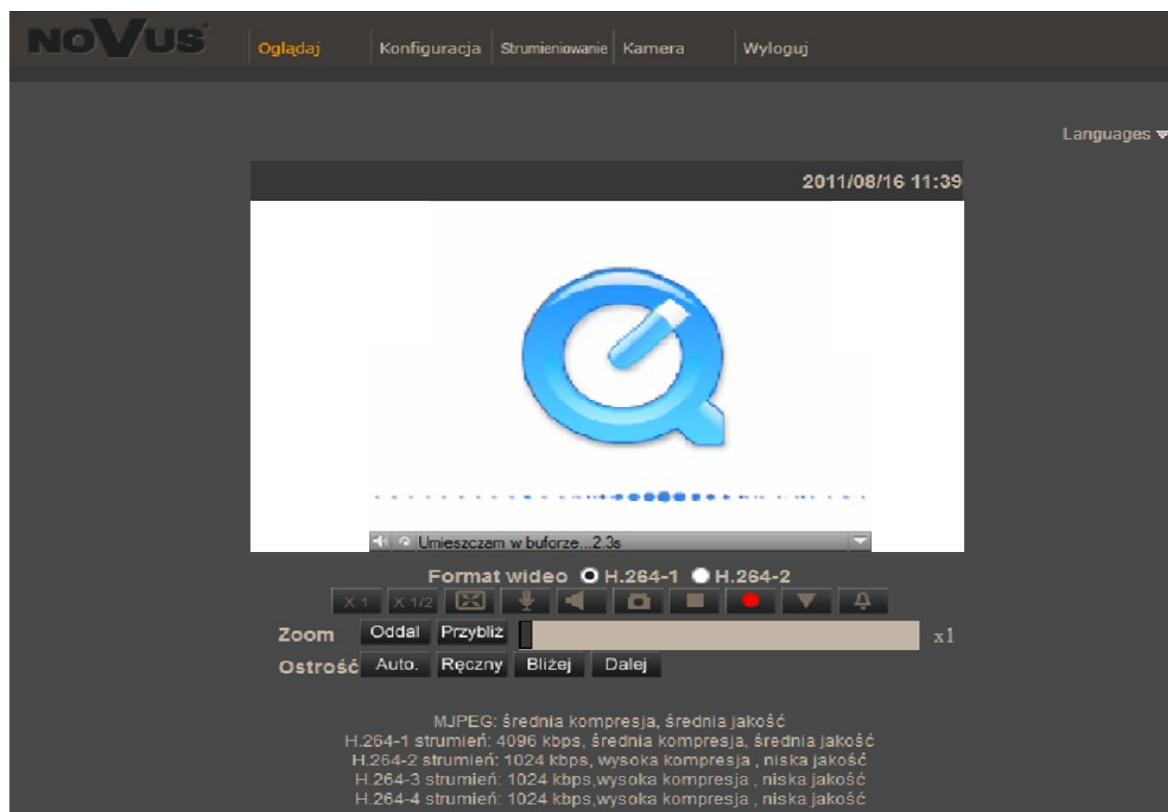 NOVUS
Oglądaj Konfiguracja Strumieniowanie Kamera Wyloguj
Languages
2011/08/16 11:39
Umieszczam w buforze...2.3s
Format wideo H.264-1 H.264-2
X 1 X 1/2
Zoom Oddal Przybliż x1
Ostrość Auto. Ręczny Bliżej Dalej
MJPEG: średnia kompresja, średnia jakość
H.264-1 strumień: 4096 kbps, średnia kompresja, średnia jakość
H.264-2 strumień: 1024 kbps, wysoka kompresja , niska jakość
H.264-3 strumień: 1024 kbps,wysoka kompresja , niska jakość
H.264-4 strumień: 1024 kbps,wysoka kompresja , niska jakość